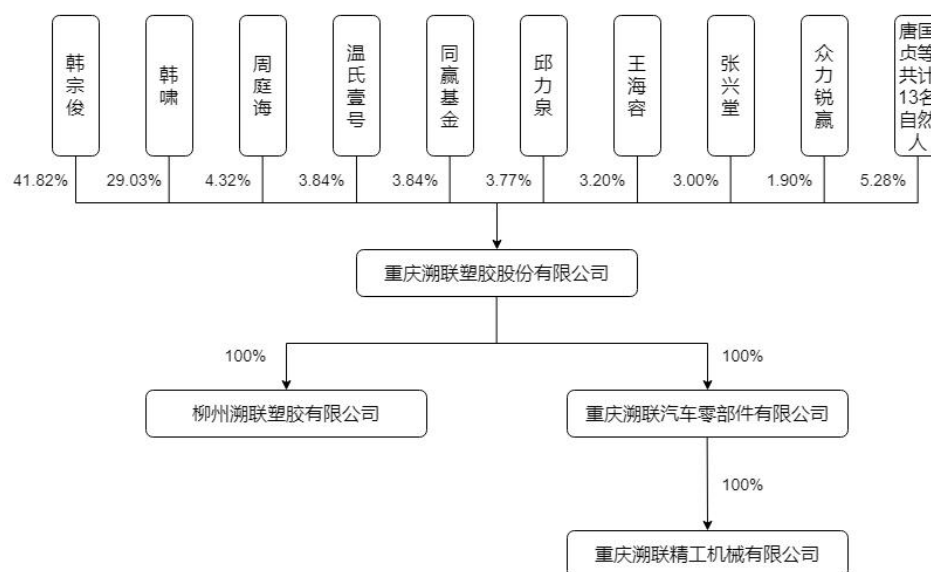 韩宗俊
韩啸
周庭诲
温氏壹号
同赢基金
邱力泉
王海容
张兴堂
众力锐赢
唐国
贞等
共计
13名
自然
人
41.82%
29.03%
4.32%
3.84%
3.84%
3.77%
3.20%
3.00%
1.90%
5.28%
重庆溯联塑胶股份有限公司
100%
100%
柳州溯联塑胶有限公司
重庆溯联汽车零部件有限公司
100%
重庆溯联精工机械有限公司